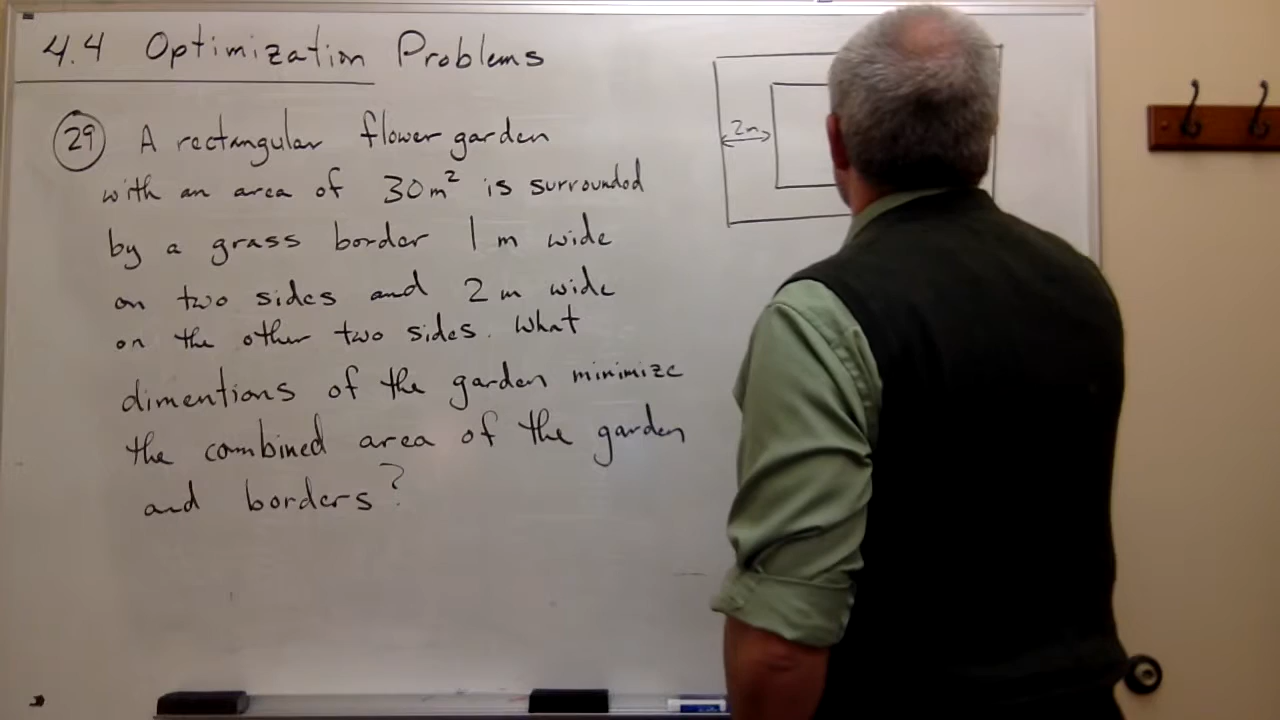 4.4 Optimization Problems
29 A rectangular flower garden
with an area of 30m² is surrounded
by a grass border 1 m wide
on two sides and 2 m wide
on the other two sides. What
dimentions of the garden minimize
the combined area of the garden
and borders?
2m